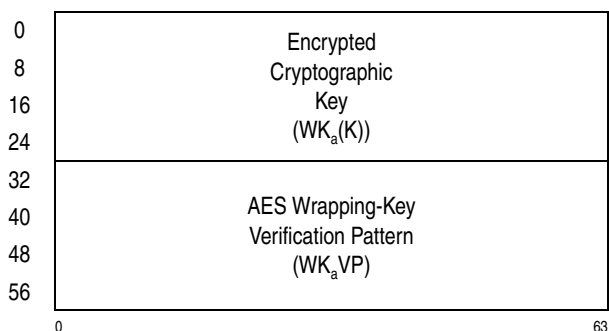 0
8
16
24
32
40
48
56
Encrypted
Cryptographic
Key
(WKₐ(K))
AES Wrapping-Key
Verification Pattern
(WKₐVP)
0 63